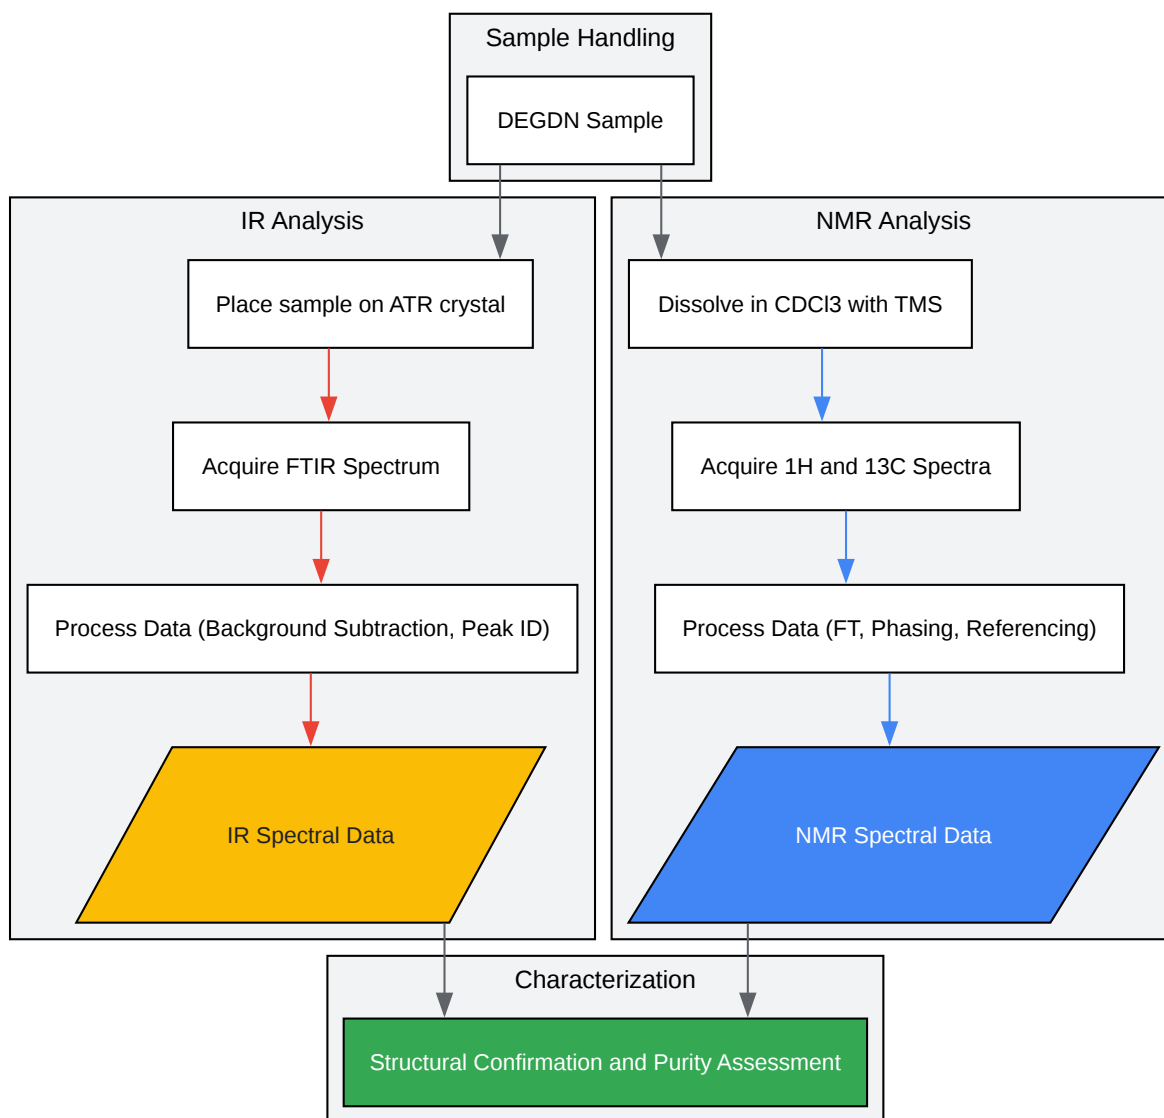 Sample Handling
DEGDN Sample
IR Analysis
NMR Analysis
Place sample on ATR crystal
Dissolve in CDCl3 with TMS
Acquire FTIR Spectrum
Acquire 1H and 13C Spectra
Process Data (Background Subtraction, Peak ID)
Process Data (FT, Phasing, Referencing)
IR Spectral Data
NMR Spectral Data
Characterization
Structural Confirmation and Purity Assessment